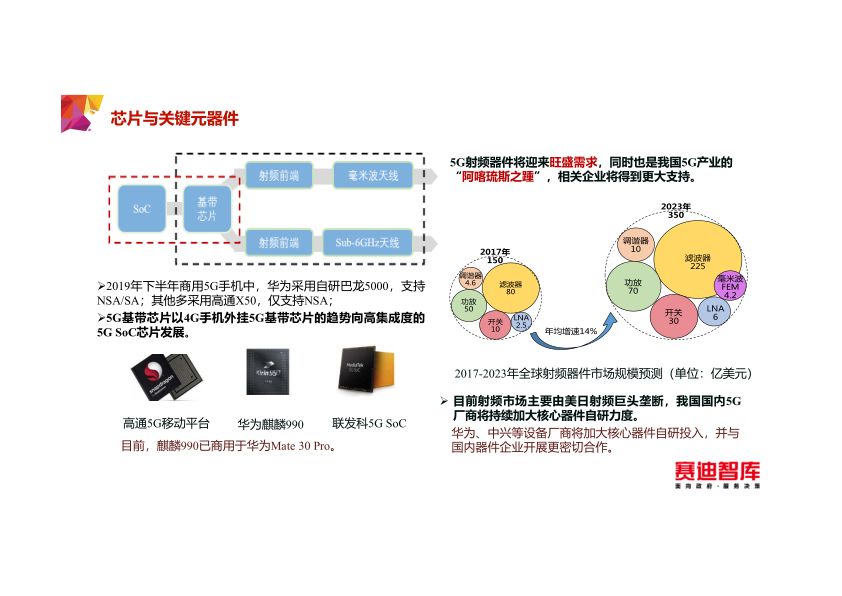 芯片与关键元器件
射频前端
毫米波天线
SoC
基带
芯片
射频前端
Sub-6GHz天线
➢2019年下半年商用5G手机中，华为采用自研巴龙5000，支持
NSA/SA；其他多采用高通X50，仅支持NSA；
➢5G基带芯片以4G手机外挂5G基带芯片的趋势向高集成度的
5G SoC芯片发展。
snapdragon
Kirin
MediaTek
高通5G移动平台
华为麒麟990
联发科5G SoC
目前，麒麟990已商用于华为Mate 30 Pro。
5G射频器件将迎来旺盛需求，同时也是我国5G产业的
“阿喀琉斯之踵”，相关企业将得到更大支持。
2017年
150
调谐器
4.6
滤波器
80
功放
50
开关
10
LNA
2.5
年均增速14%
2023年
350
调谐器
10
滤波器
225
功放
70
毫米波
FEM
4.2
开关
30
LNA
6
2017-2023年全球射频器件市场规模预测（单位：亿美元）
➢ 目前射频市场主要由美日射频巨头垄断，我国国内5G
厂商将持续加大核心器件自研力度。
华为、中兴等设备厂商将加大核心器件自研投入，并与
国内器件企业开展更密切合作。
赛迪智库
面向政府·服务决策